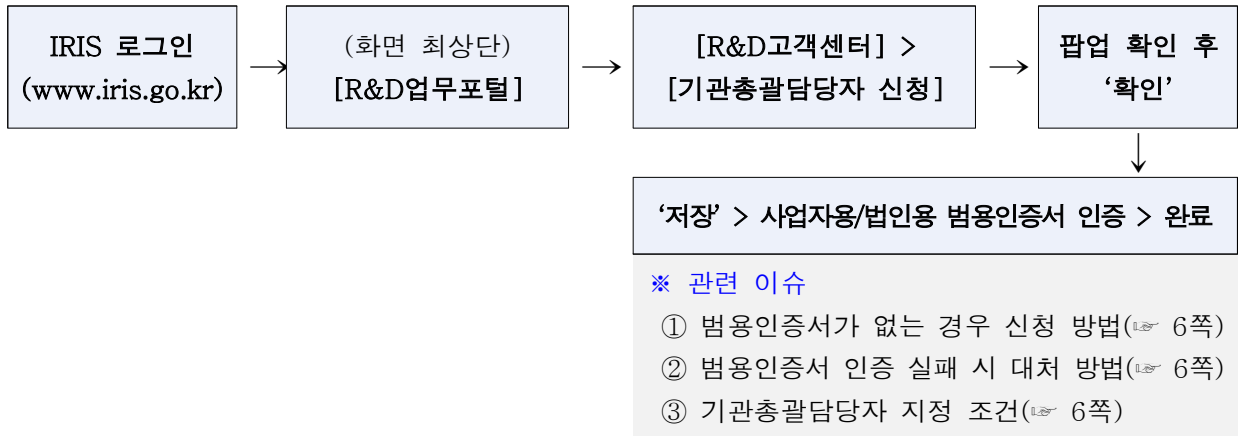 IRIS 로그인
(www.iris.go.kr)
(화면 최상단)
[R&D업무포털]
[R&D고객센터] >
[기관총괄담당자 신청]
팝업 확인 후
‘확인’
‘저장’ > 사업자용/법인용 범용인증서 인증 > 완료
※ 관련 이슈
① 범용인증서가 없는 경우 신청 방법(☞ 6쪽)
② 범용인증서 인증 실패 시 대처 방법(☞ 6쪽)
③ 기관총괄담당자 지정 조건(☞ 6쪽)